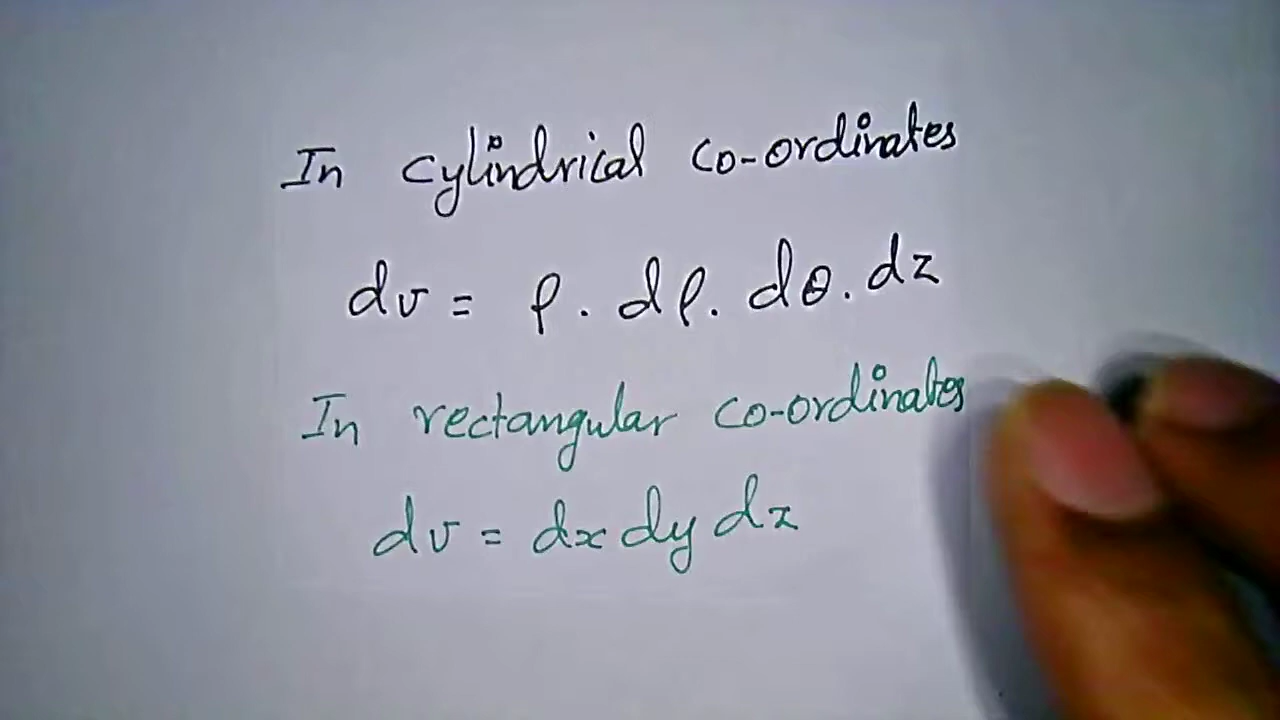 In cylindrical co-ordinates
dv = ρ. dρ. dθ. dz
In rectangular co-ordinates
dv = dx dy dz